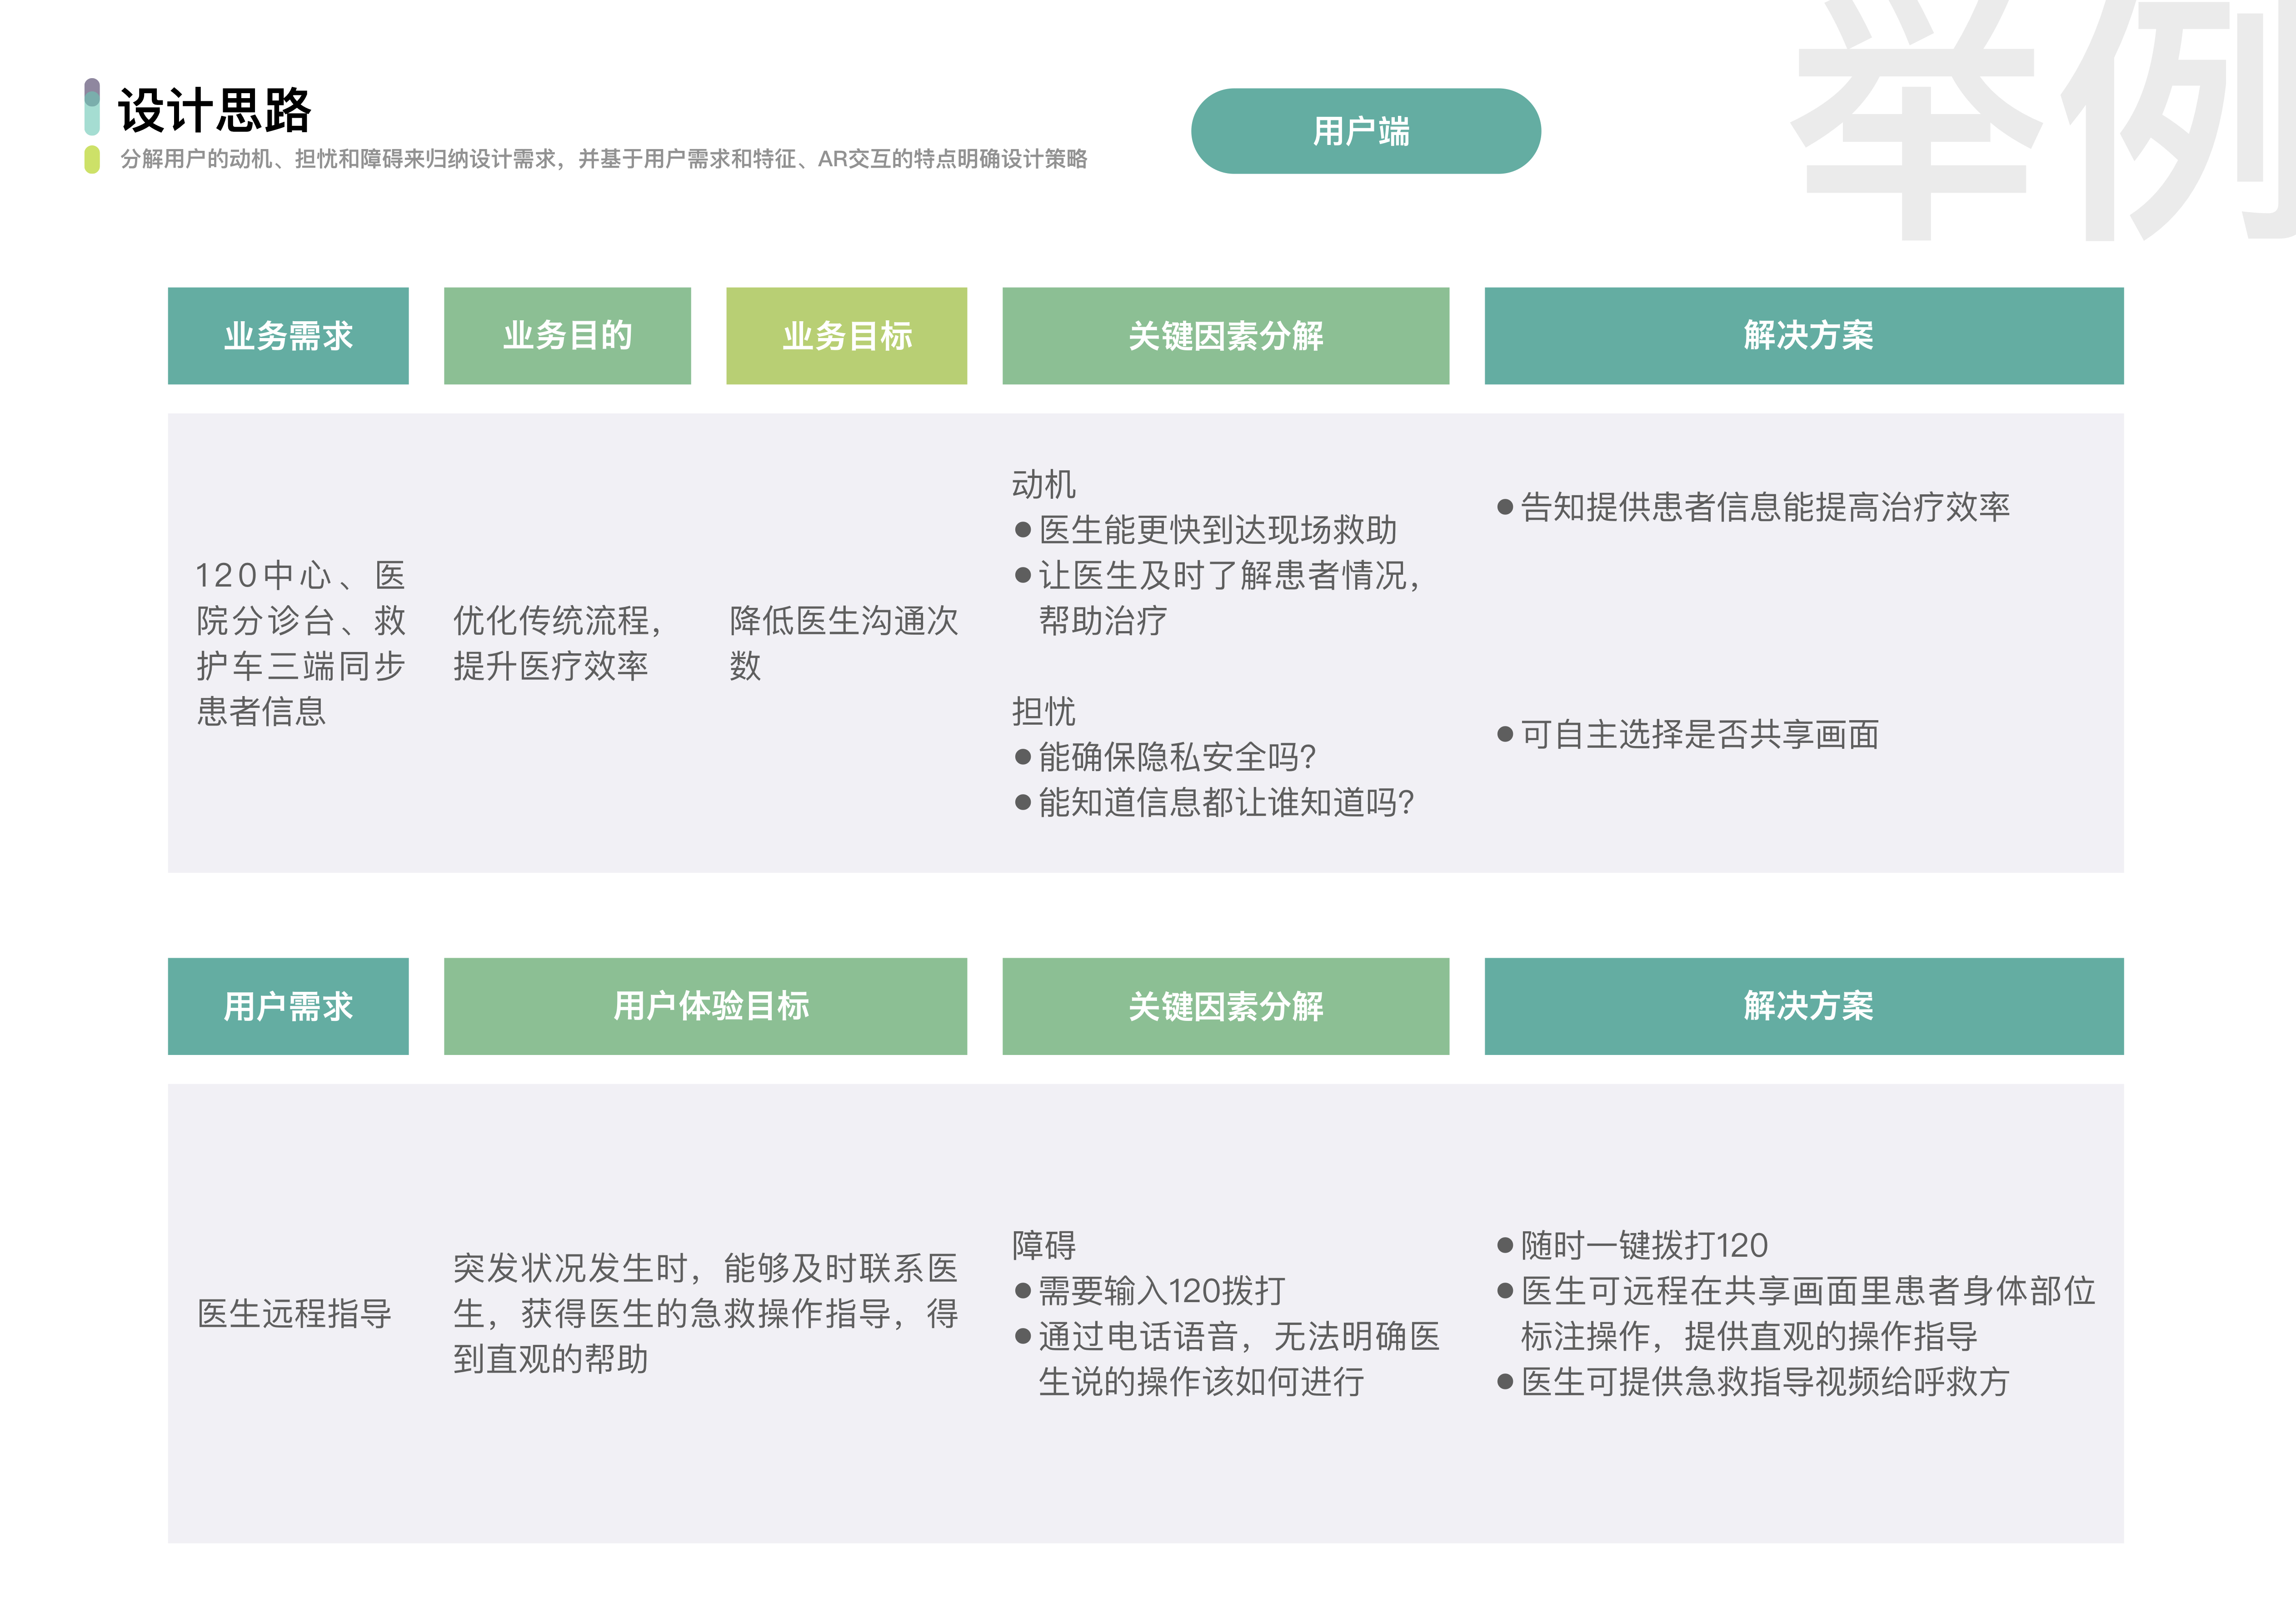 举例
设计思路
分解用户的动机、担忧和障碍来归纳设计需求，并基于用户需求和特征、AR交互的特点明确设计策略
用户端
业务需求
业务目的
业务目标
关键因素分解
解决方案
120中心、医
院分诊台、救
护车三端同步
患者信息
优化传统流程，
提升医疗效率
降低医生沟通次
数
动机
●医生能更快到达现场救助
●让医生及时了解患者情况，
帮助治疗
担忧
●能确保隐私安全吗？
●能知道信息都让谁知道吗？
●告知提供患者信息能提高治疗效率
●可自主选择是否共享画面
用户需求
用户体验目标
关键因素分解
解决方案
医生远程指导
突发状况发生时，能够及时联系医
生，获得医生的急救操作指导，得
到直观的帮助
障碍
●需要输入120拨打
●通过电话语音，无法明确医
生说的操作该如何进行
●随时一键拨打120
●医生可远程在共享画面里患者身体部位
标注操作，提供直观的操作指导
●医生可提供急救指导视频给呼救方